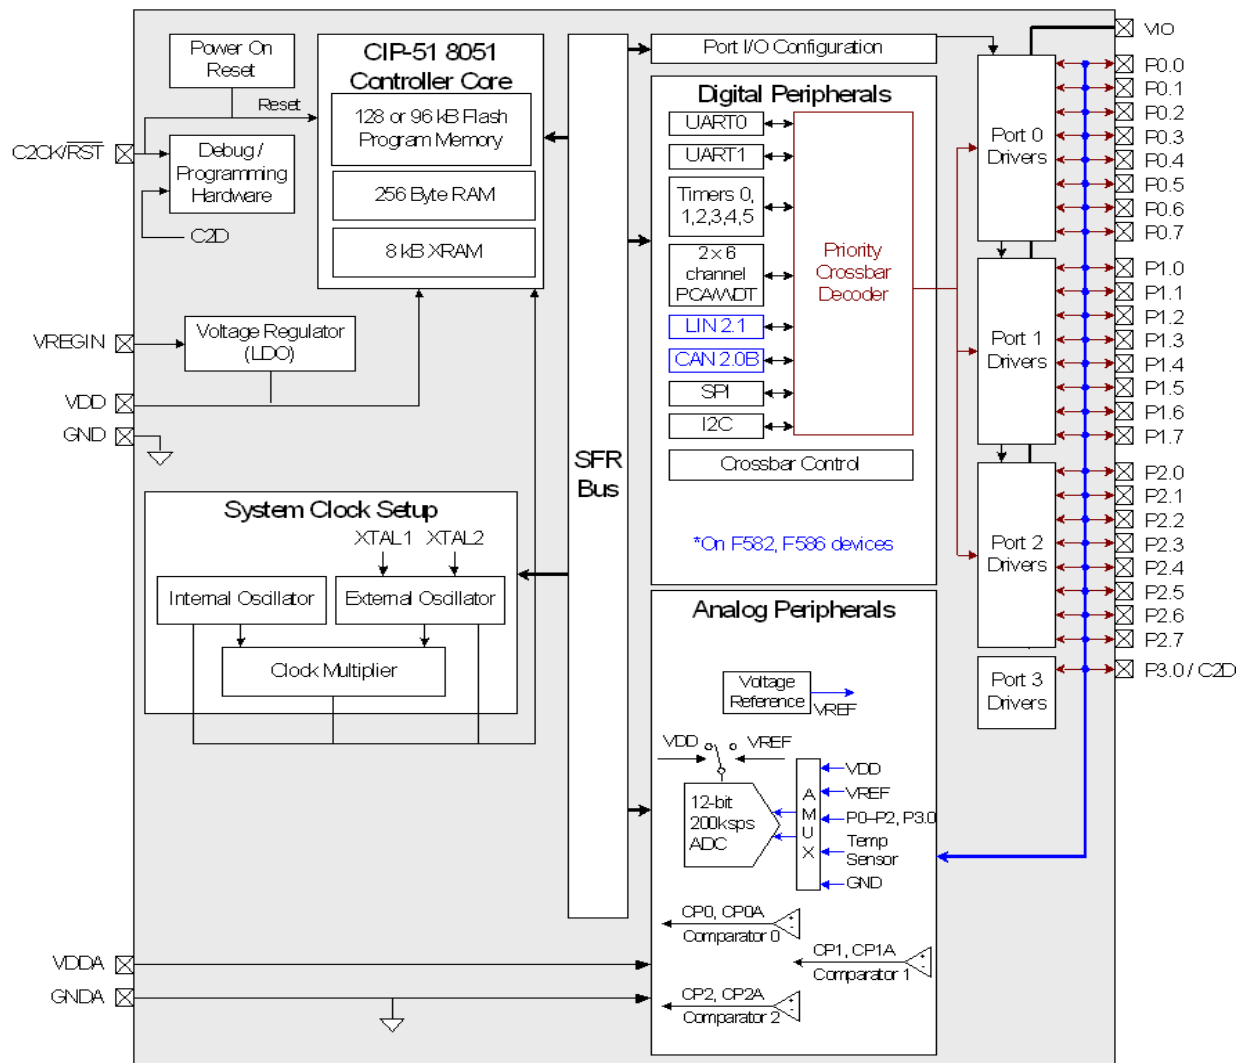 Power On
Reset
Reset
C2CK/RST
Debug /
Programming
Hardware
C2D
CIP-51 8051
Controller Core
128 or 96 kB Flash
Program Memory
256 Byte RAM
8 kB XRAM
VREGIN
Voltage Regulator
(LDO)
VDD
GND
System Clock Setup
XTAL1 XTAL2
Internal Oscillator
External Oscillator
Clock Multiplier
VDDA
GNDA
SFR
Bus
Port I/O Configuration
Digital Peripherals
UART0
UART1
Timers 0,
1,2,3,4,5
2 x 6
channel
PCA/WDT
LIN 2.1
CAN 2.0B
SPI
I2C
Priority
Crossbar
Decoder
Crossbar Control
*On F582, F586 devices
Analog Peripherals
Voltage
Reference
VREF
VDD
VREF
12-bit
200ksps
ADC
A
M
U
X
VDD
VREF
P0–P2, P3.0
Temp
Sensor
GND
CP0, CP0A
Comparator 0
CP1, CP1A
Comparator 1
CP2, CP2A
Comparator 2
Port 0
Drivers
Port 1
Drivers
Port 2
Drivers
Port 3
Drivers
VIO
P0.0
P0.1
P0.2
P0.3
P0.4
P0.5
P0.6
P0.7
P1.0
P1.1
P1.2
P1.3
P1.4
P1.5
P1.6
P1.7
P2.0
P2.1
P2.2
P2.3
P2.4
P2.5
P2.6
P2.7
P3.0 / C2D